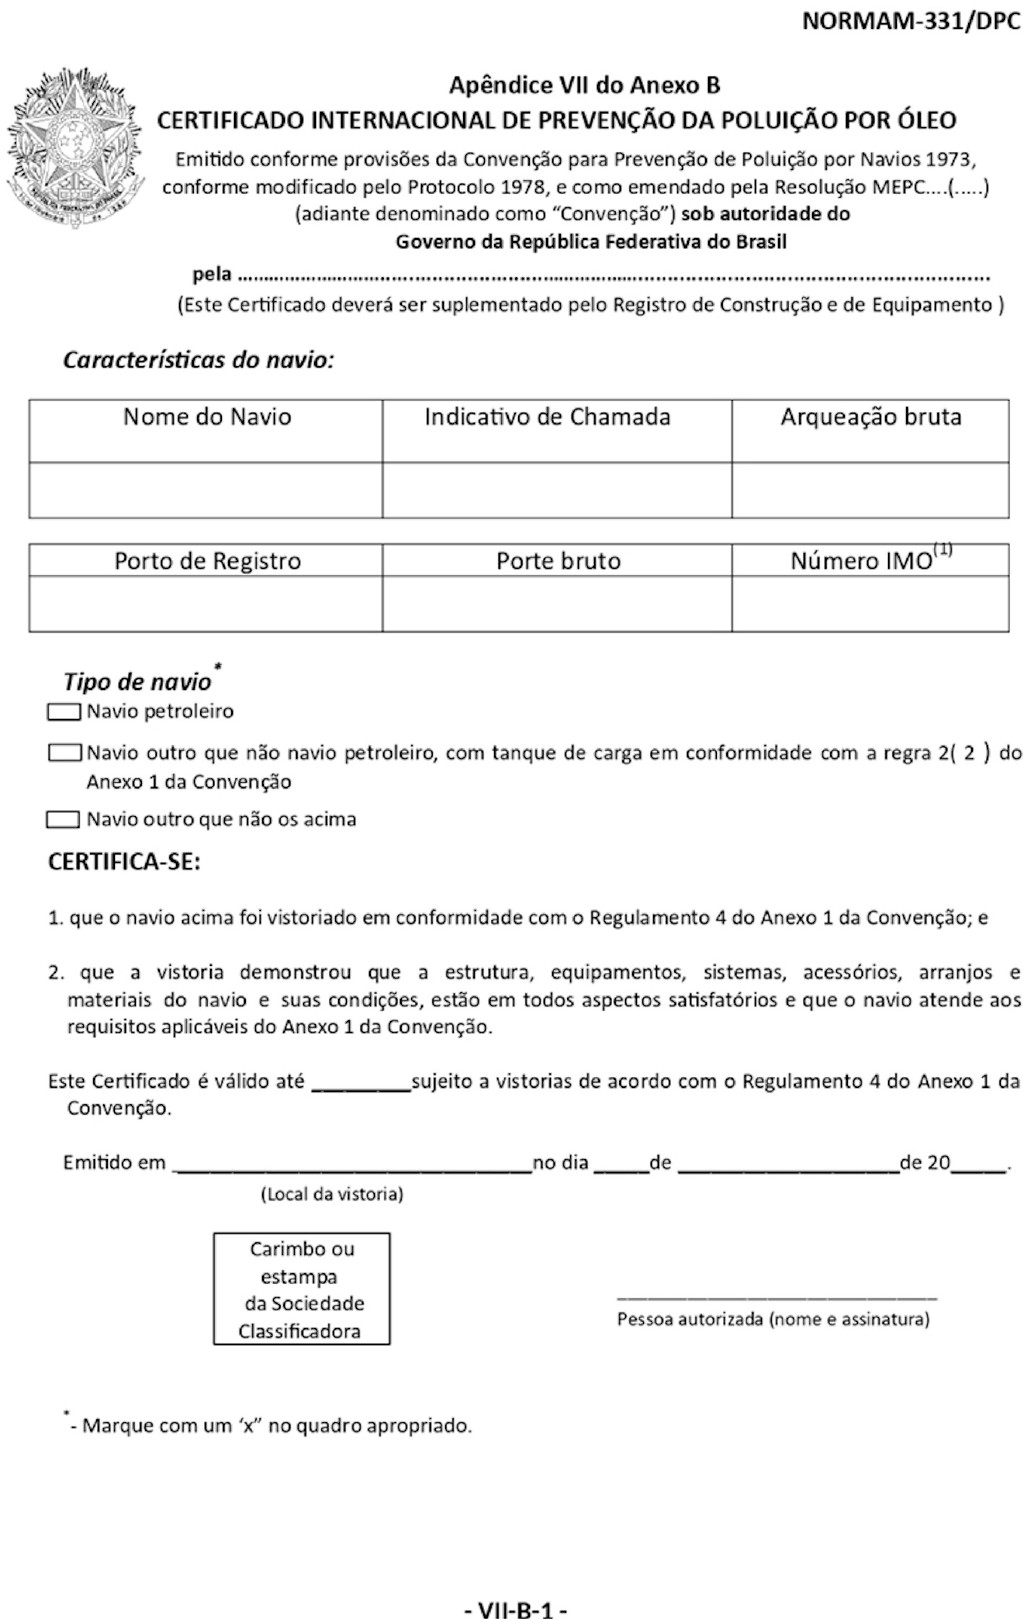 NORMAM-331/DPC
Apêndice VII do Anexo B
CERTIFICADO INTERNACIONAL DE PREVENÇÃO DA POLUIÇÃO POR ÓLEO
Emitido conforme provisões da Convenção para Prevenção de Poluição por Navios 1973,
conforme modificado pelo Protocolo 1978, e como emendado pela Resolução MEPC....(.....)
(adiante denominado como “Convenção”) sob autoridade do
Governo da República Federativa do Brasil
pela ..........................................................................................................................................
(Este Certificado deverá ser suplementado pelo Registro de Construção e de Equipamento )
Características do navio:
Nome do Navio Indicativo de Chamada Arqueação bruta
Porto de Registro Porte bruto Número IMO(1)
Tipo de navio*
Navio petroleiro
Navio outro que não navio petroleiro, com tanque de carga em conformidade com a regra 2( 2 ) do
Anexo 1 da Convenção
Navio outro que não os acima
CERTIFICA-SE:
1. que o navio acima foi vistoriado em conformidade com o Regulamento 4 do Anexo 1 da Convenção; e
2. que a vistoria demonstrou que a estrutura, equipamentos, sistemas, acessórios, arranjos e
materiais do navio e suas condições, estão em todos aspectos satisfatórios e que o navio atende aos
requisitos aplicáveis do Anexo 1 da Convenção.
Este Certificado é válido até _________sujeito a vistorias de acordo com o Regulamento 4 do Anexo 1 da
Convenção.
Emitido em ________________________________no dia _____de ____________________de 20_____.
(Local da vistoria)
Carimbo ou
estampa
da Sociedade
Classificadora
_____________________________
Pessoa autorizada (nome e assinatura)
*- Marque com um ‘x” no quadro apropriado.
- VII-B-1 -